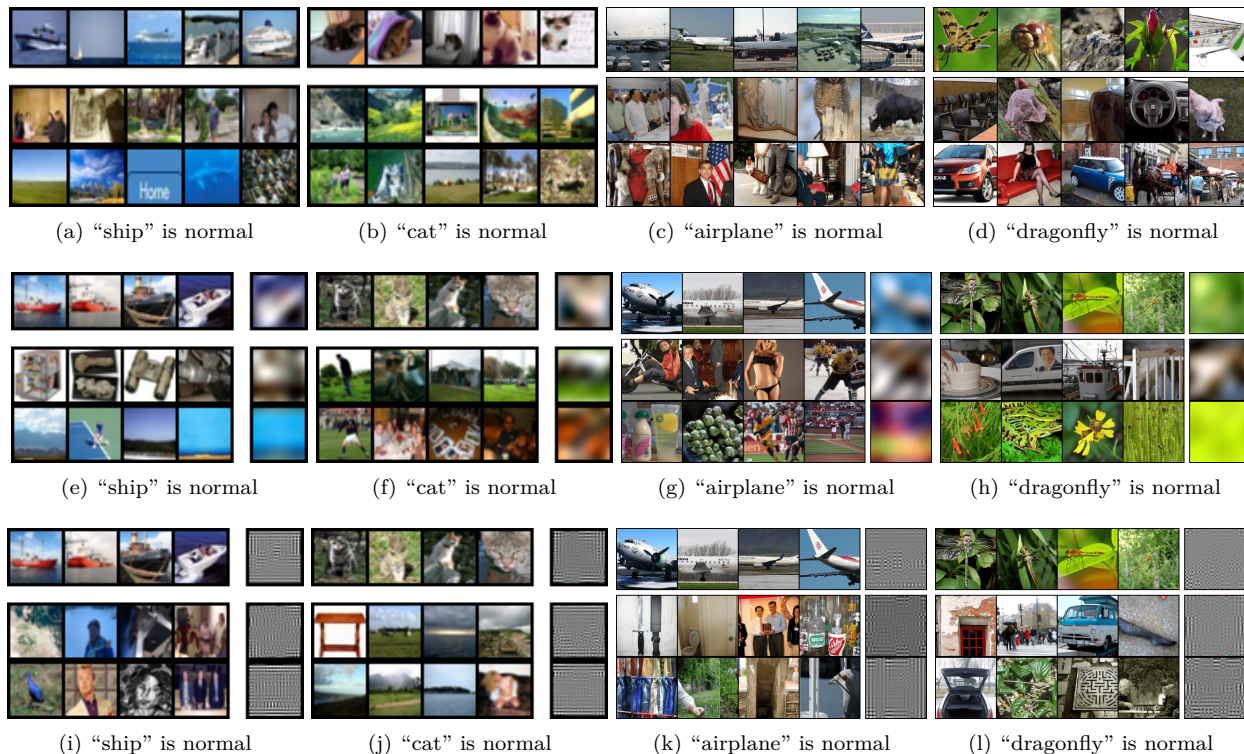 Home
(a) “ship” is normal
(b) “cat” is normal
(c) “airplane” is normal
(d) “dragonfly” is normal
(e) “ship” is normal
(f) “cat” is normal
(g) “airplane” is normal
(h) “dragonfly” is normal
(i) “ship” is normal
(j) “cat” is normal
(k) “airplane” is normal
(l) “dragonfly” is normal